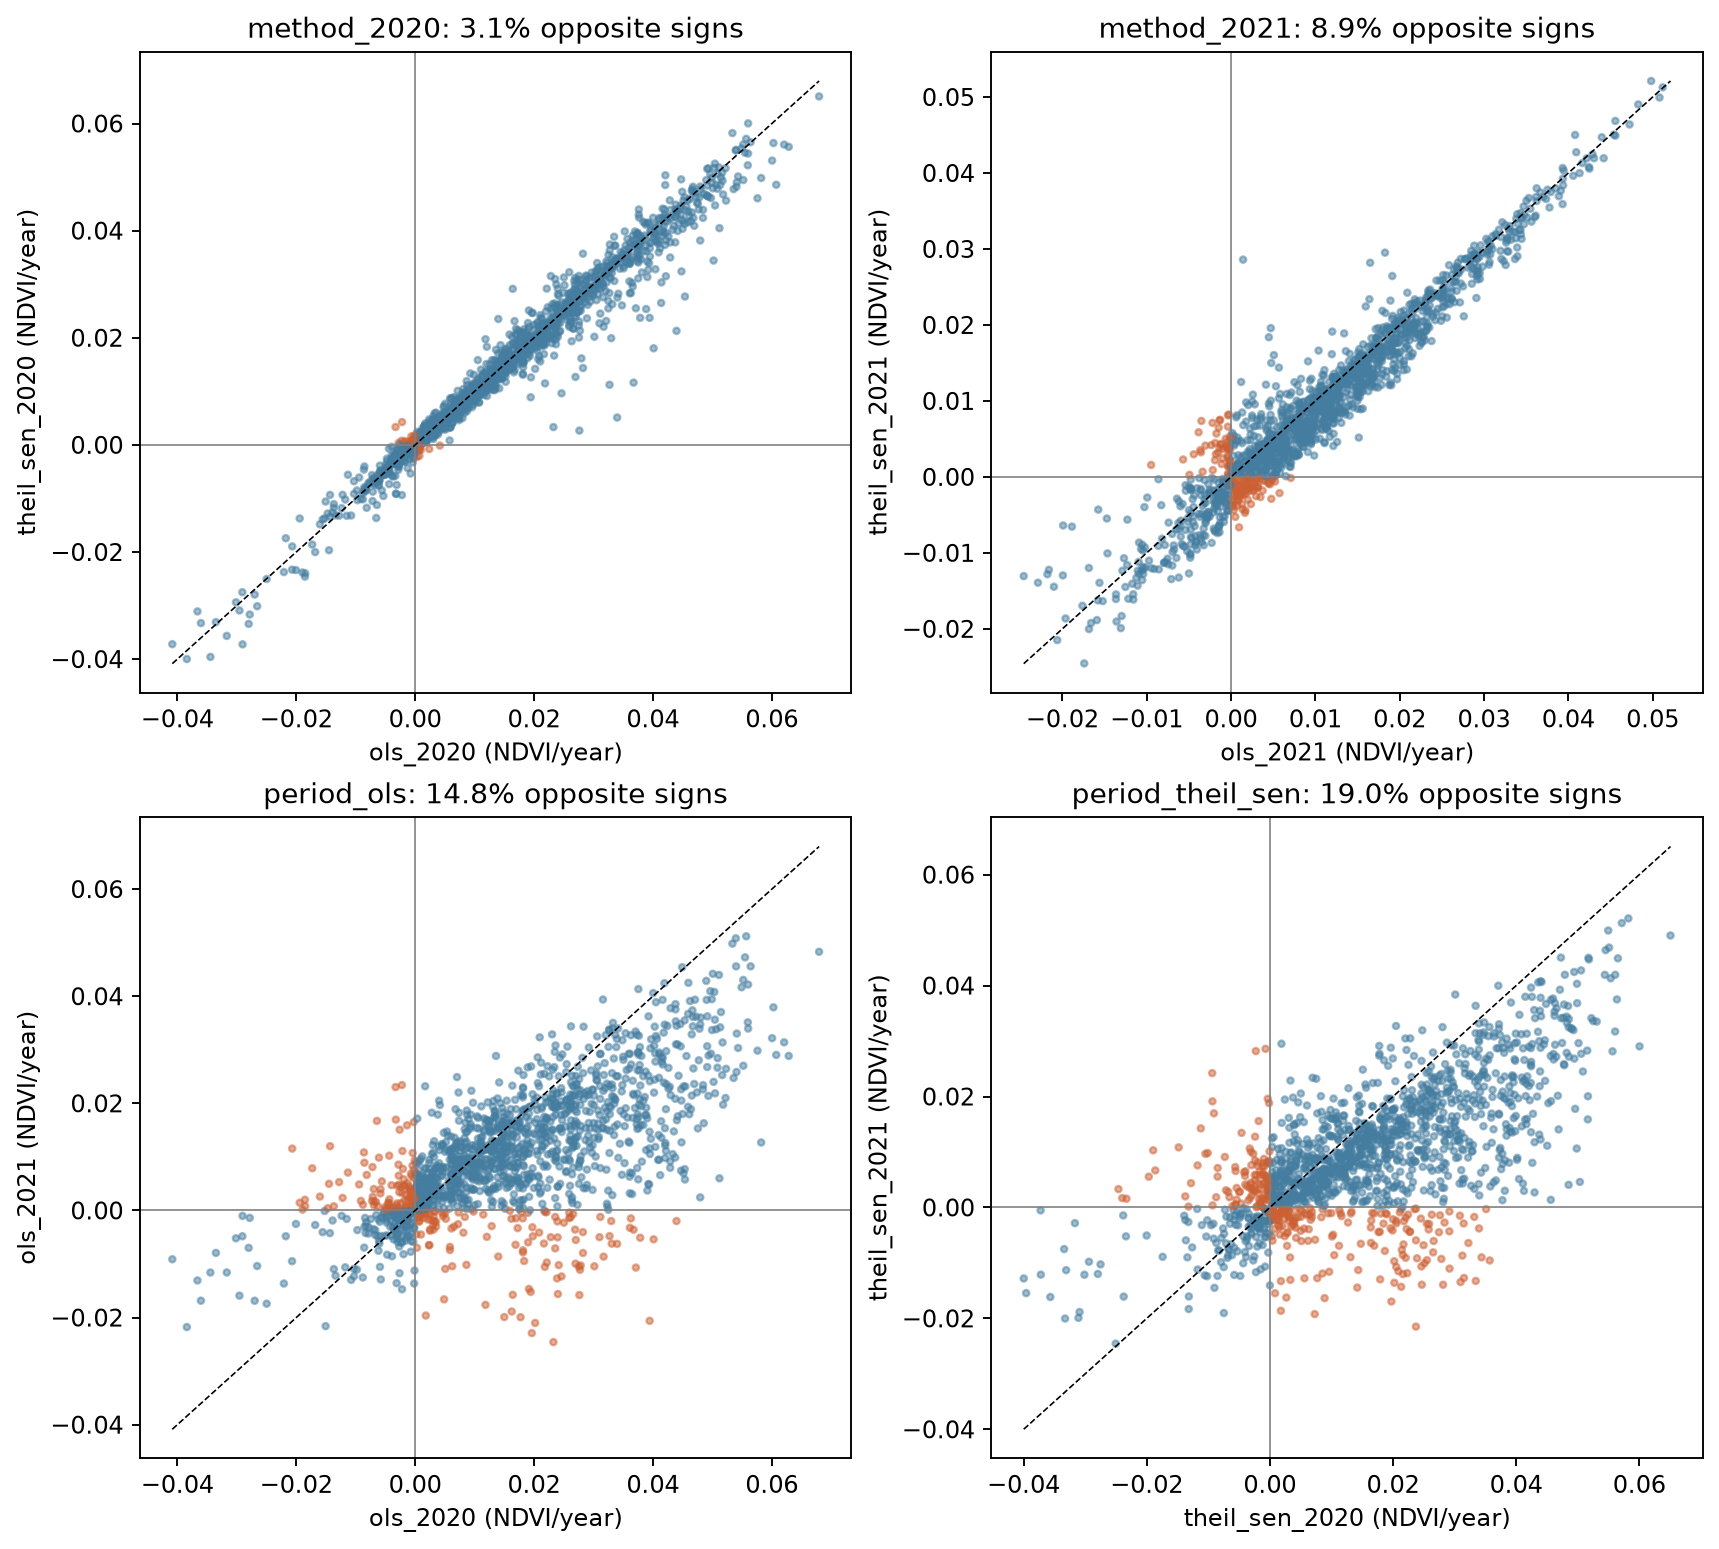 method_2020: 3.1% opposite signs
theil_sen_2020 (NDVI/year)
0.06
0.04
0.02
0.00
−0.02
−0.04
−0.04 −0.02 0.00 0.02 0.04 0.06
ols_2020 (NDVI/year)
method_2021: 8.9% opposite signs
theil_sen_2021 (NDVI/year)
0.05
0.04
0.03
0.02
0.01
0.00
−0.01
−0.02
−0.02 −0.01 0.00 0.01 0.02 0.03 0.04 0.05
ols_2021 (NDVI/year)
period_ols: 14.8% opposite signs
ols_2021 (NDVI/year)
0.06
0.04
0.02
0.00
−0.02
−0.04
−0.04 −0.02 0.00 0.02 0.04 0.06
ols_2020 (NDVI/year)
period_theil_sen: 19.0% opposite signs
theil_sen_2021 (NDVI/year)
0.06
0.04
0.02
0.00
−0.02
−0.04
−0.04 −0.02 0.00 0.02 0.04 0.06
theil_sen_2020 (NDVI/year)